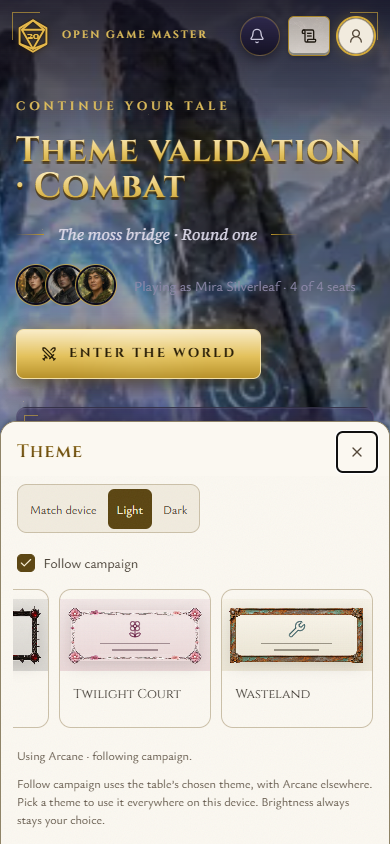 20
OPEN GAME MASTER
CONTINUE YOUR TALE
THEME VALIDATION
· COMBAT
The moss bridge · Round one
Playing as Mira Silverleaf · 4 of 4 seats
ENTER THE WORLD
THEME
Match device
Light
Dark
Follow campaign
TWILIGHT COURT
WASTELAND
Using Arcane · following campaign.
Follow campaign uses the table's chosen theme, with Arcane elsewhere.
Pick a theme to use it everywhere on this device. Brightness always
stays your choice.